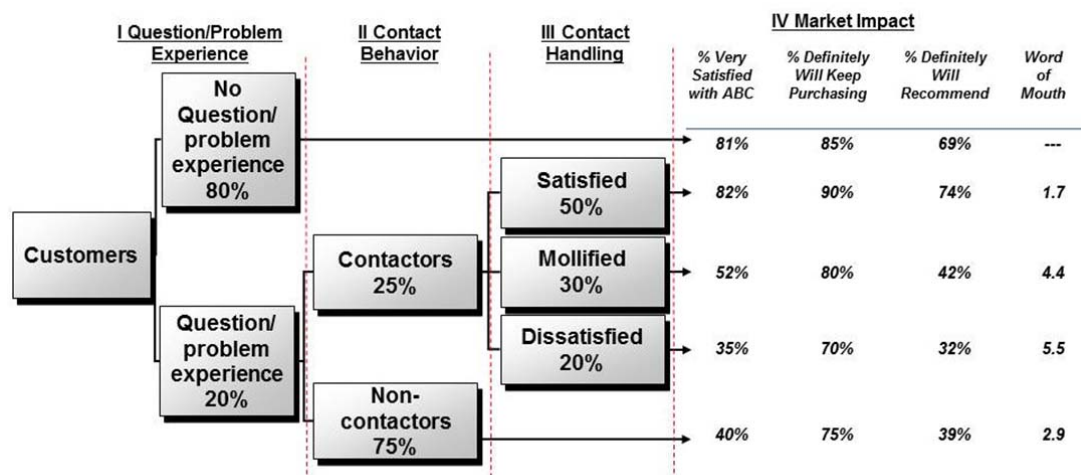 I Question/Problem
Experience
II Contact
Behavior
III Contact
Handling
IV Market Impact
% Very
Satisfied
with ABC
% Definitely
Will Keep
Purchasing
% Definitely
Will
Recommend
Word
of
Mouth
No
Question/
problem
experience
80%
81% 85% 69% ---
Satisfied
50%
82% 90% 74% 1.7
Customers
Contactors
25%
Mollified
30%
52% 80% 42% 4.4
Question/
problem
experience
20%
Dissatisfied
20%
35% 70% 32% 5.5
Non-
contactors
75%
40% 75% 39% 2.9